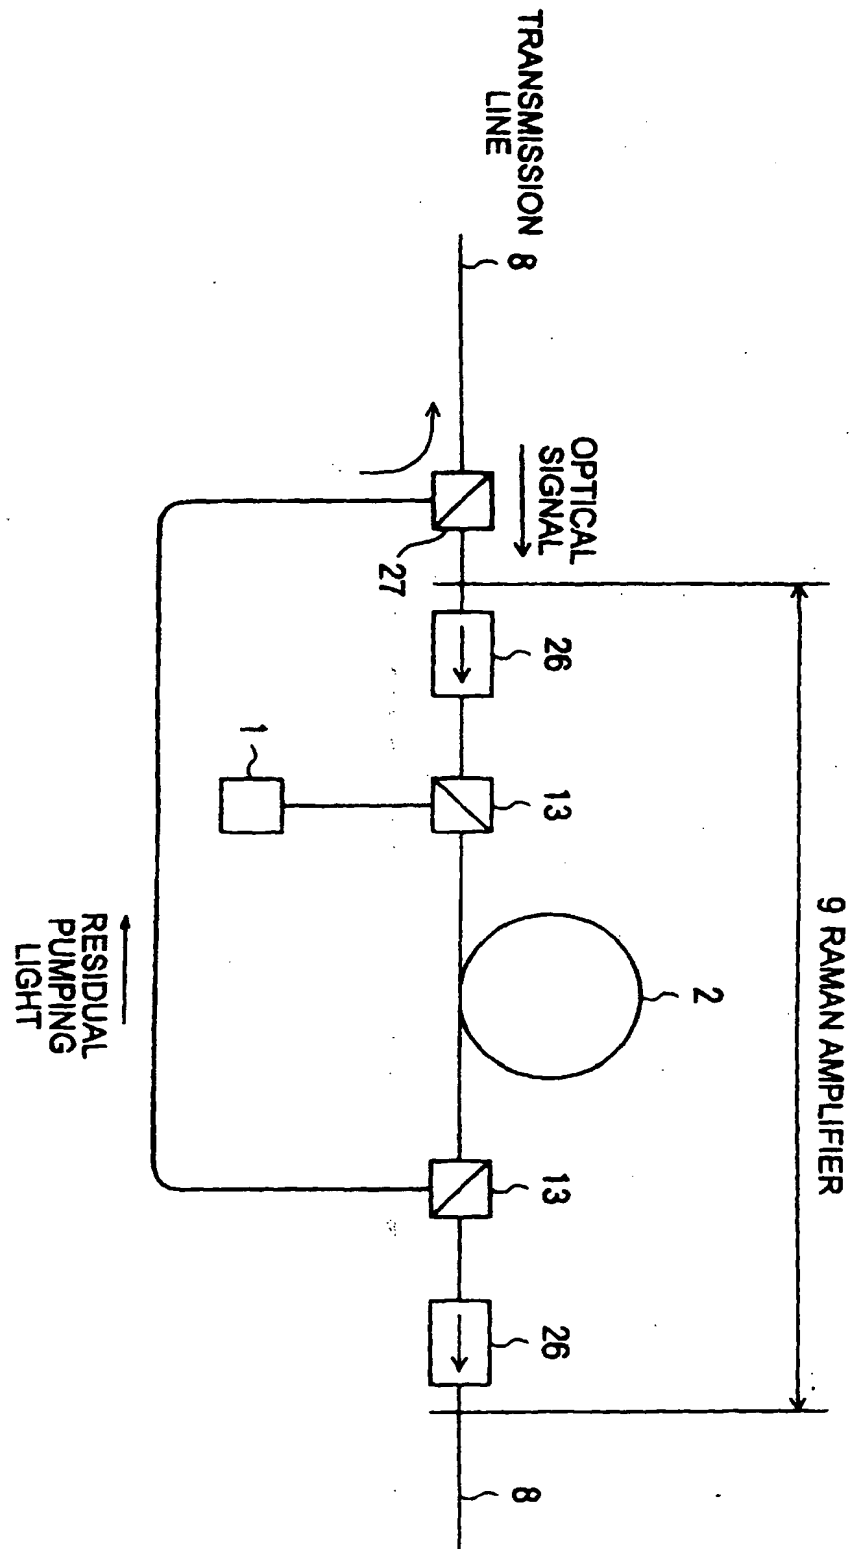 9 RAMAN AMPLIFIER
TRANSMISSION
LINE
8
OPTICAL
SIGNAL
27
26
13
1
2
13
26
8
RESIDUAL
PUMPING
LIGHT